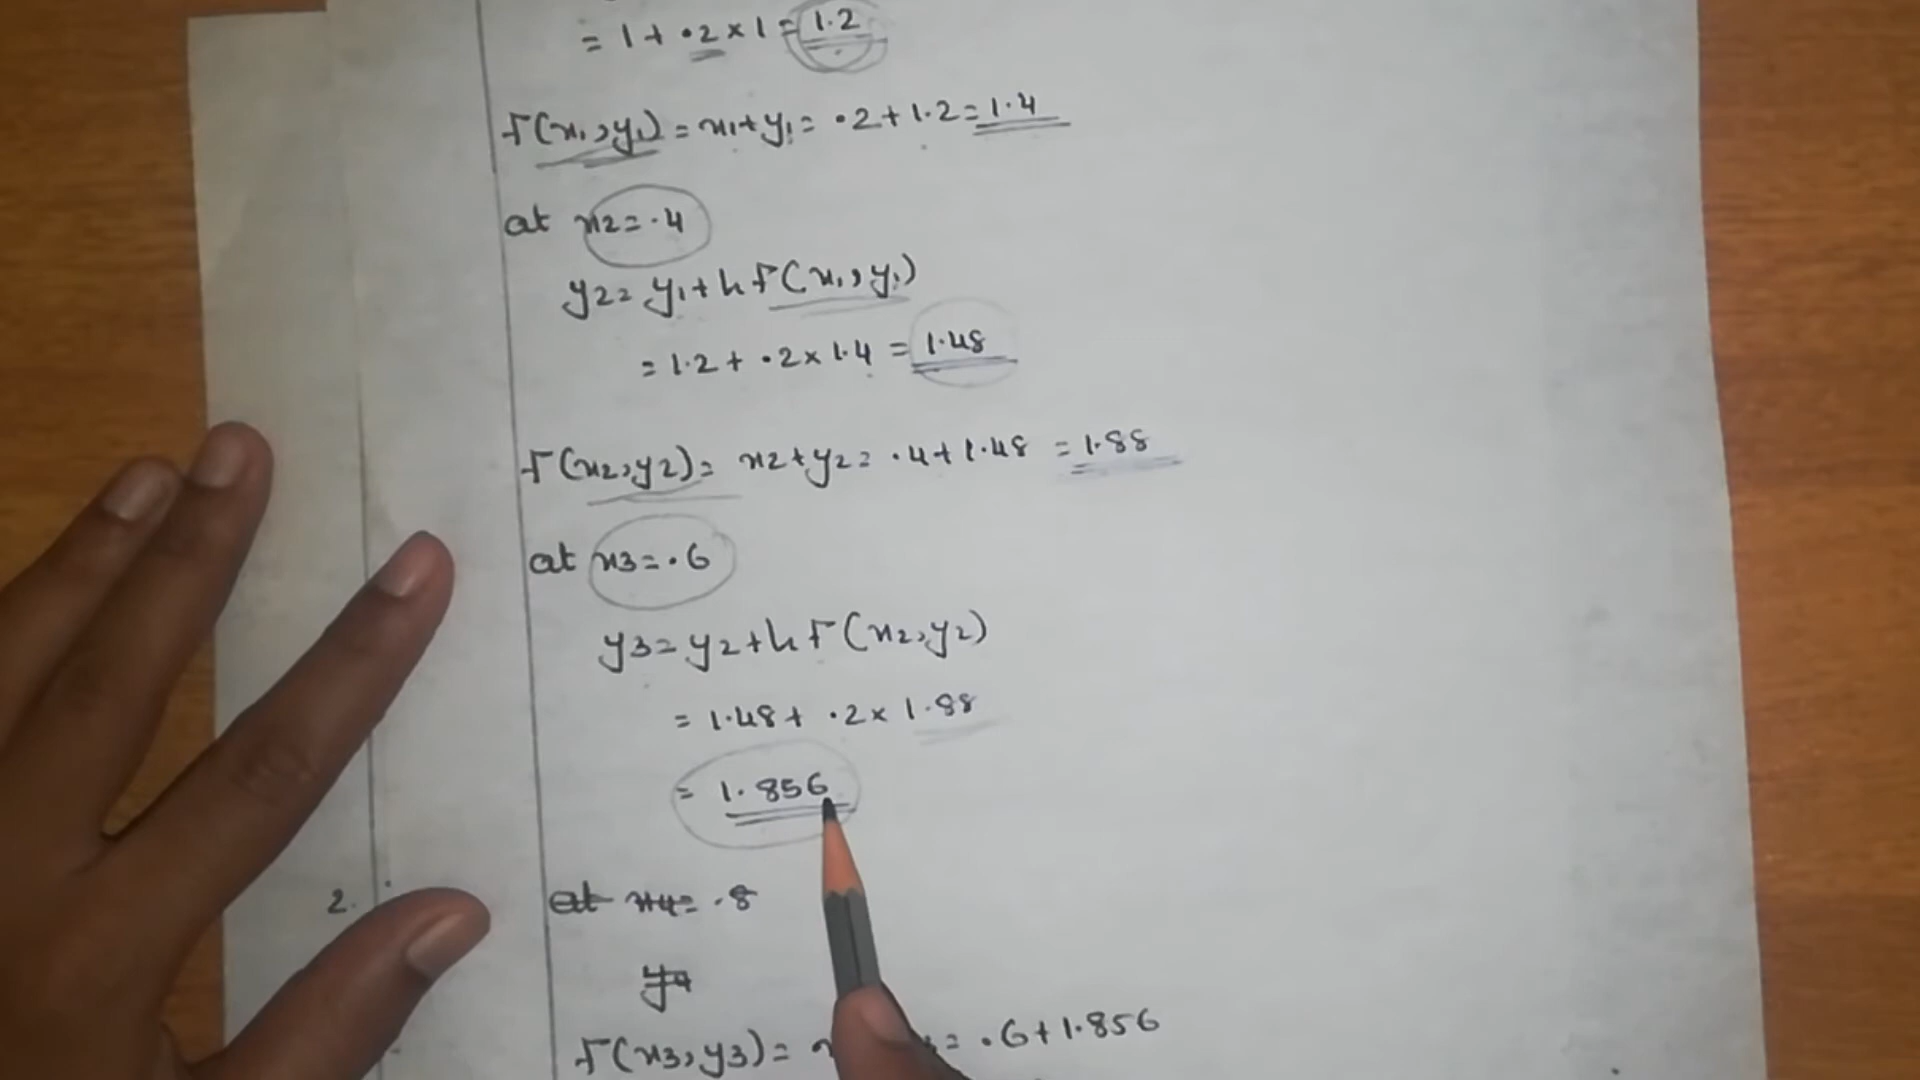 = 1 + .2 x 1 = 1.2
f(x1,y1) = x1+y1 = .2+1.2 = 1.4
at x2 = .4
y2 = y1+hf(x1,y1)
= 1.2 + .2 x 1.4 = 1.48
f(x2,y2) = x2+y2 = .4+1.48 = 1.88
at x3 = .6
y3 = y2+hf(x2,y2)
= 1.48 + .2 x 1.88
= 1.856
2. at x4 = .8
y4
f(x3,y3) = = .6+1.856